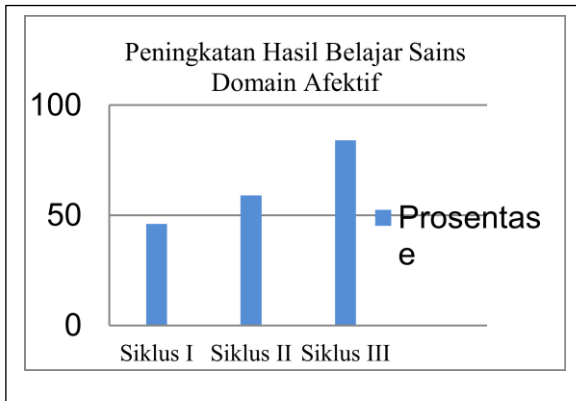 Peningkatan Hasil Belajar Sains
Domain Afektif
100
50
0
Prosentas
e
Siklus I Siklus II Siklus III